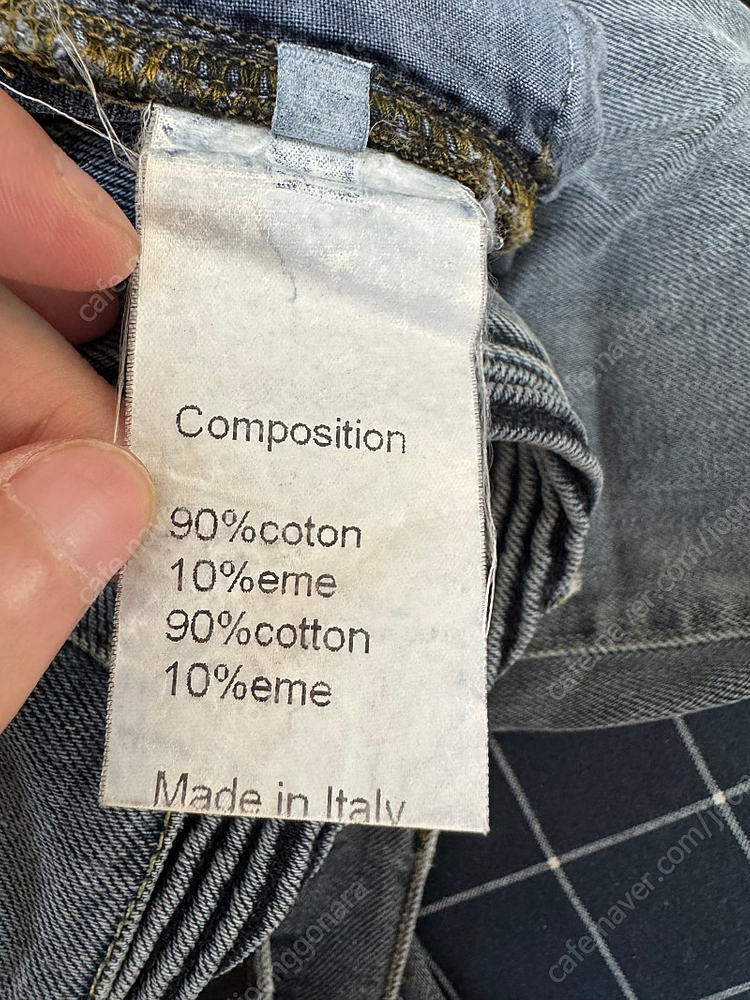 Composition
90%coton
10%eme
90%cotton
10%eme
Made in Italy